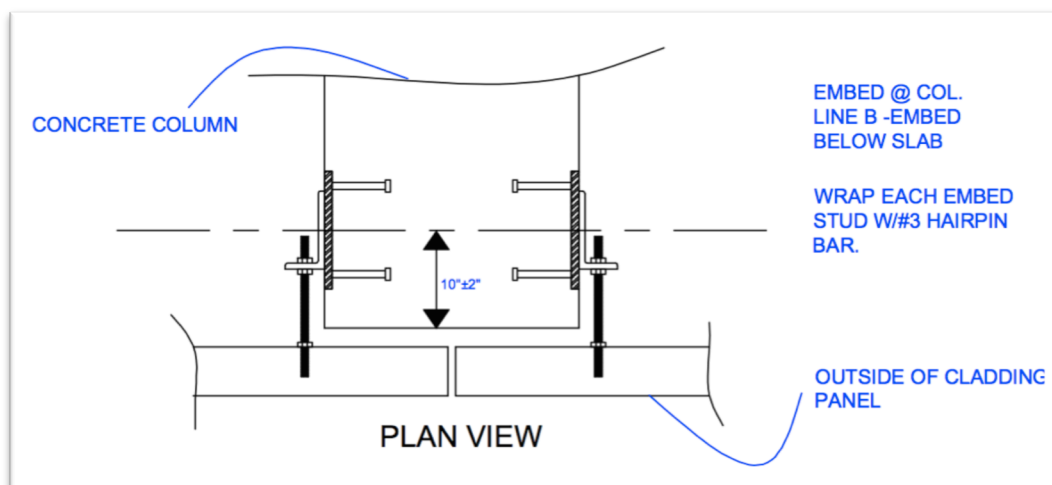 CONCRETE COLUMN
EMBED @ COL.
LINE B -EMBED
BELOW SLAB
WRAP EACH EMBED
STUD W/#3 HAIRPIN
BAR.
10"±2"
OUTSIDE OF CLADDING
PANEL
PLAN VIEW